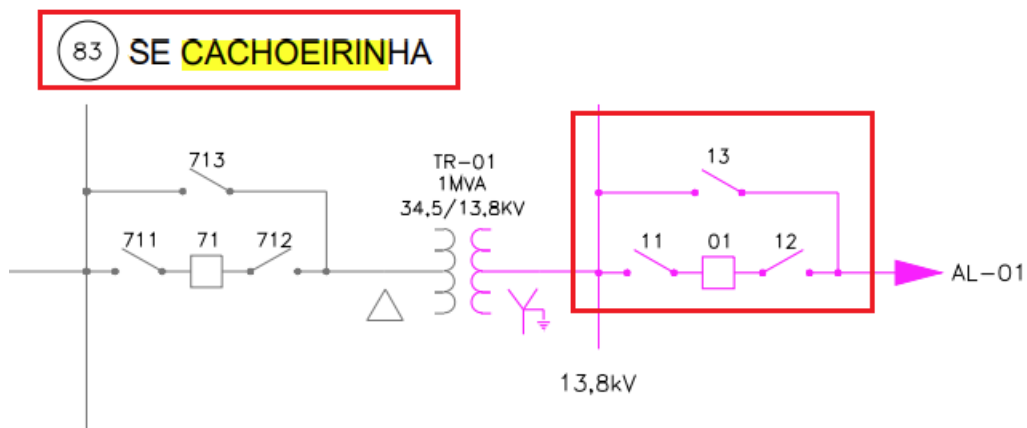 83 SE CACHOEIRINHA
713
711 71 712
TR-01
1MVA
34,5/13,8KV
13
11 01 12
AL-01
13,8kV